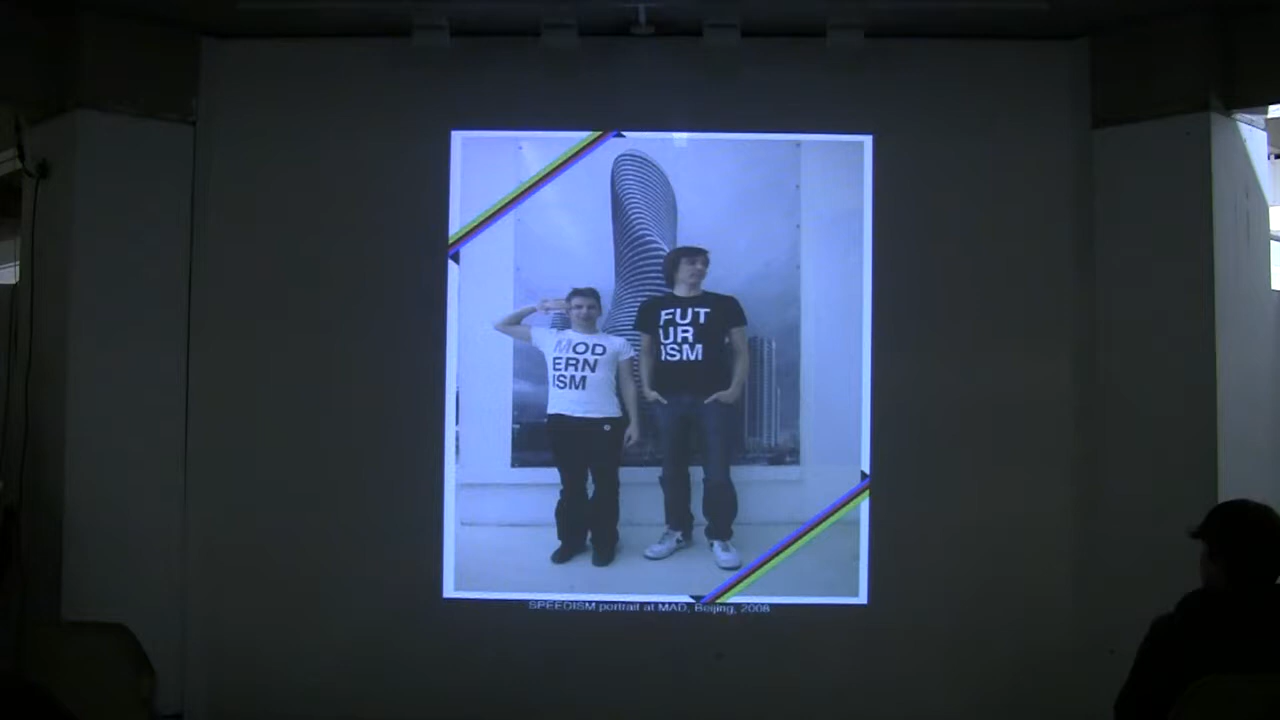 MOD
ERN
ISM
FUT
UR
ISM
SPEEDISM portrait at MAD, Beijing, 2008